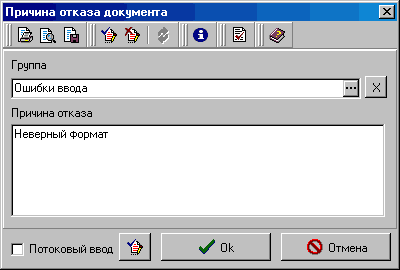 Причина отказа документа
Группа
Ошибки ввода
Причина отказа
Неверный формат
Потоковый ввод
Ok
Отмена